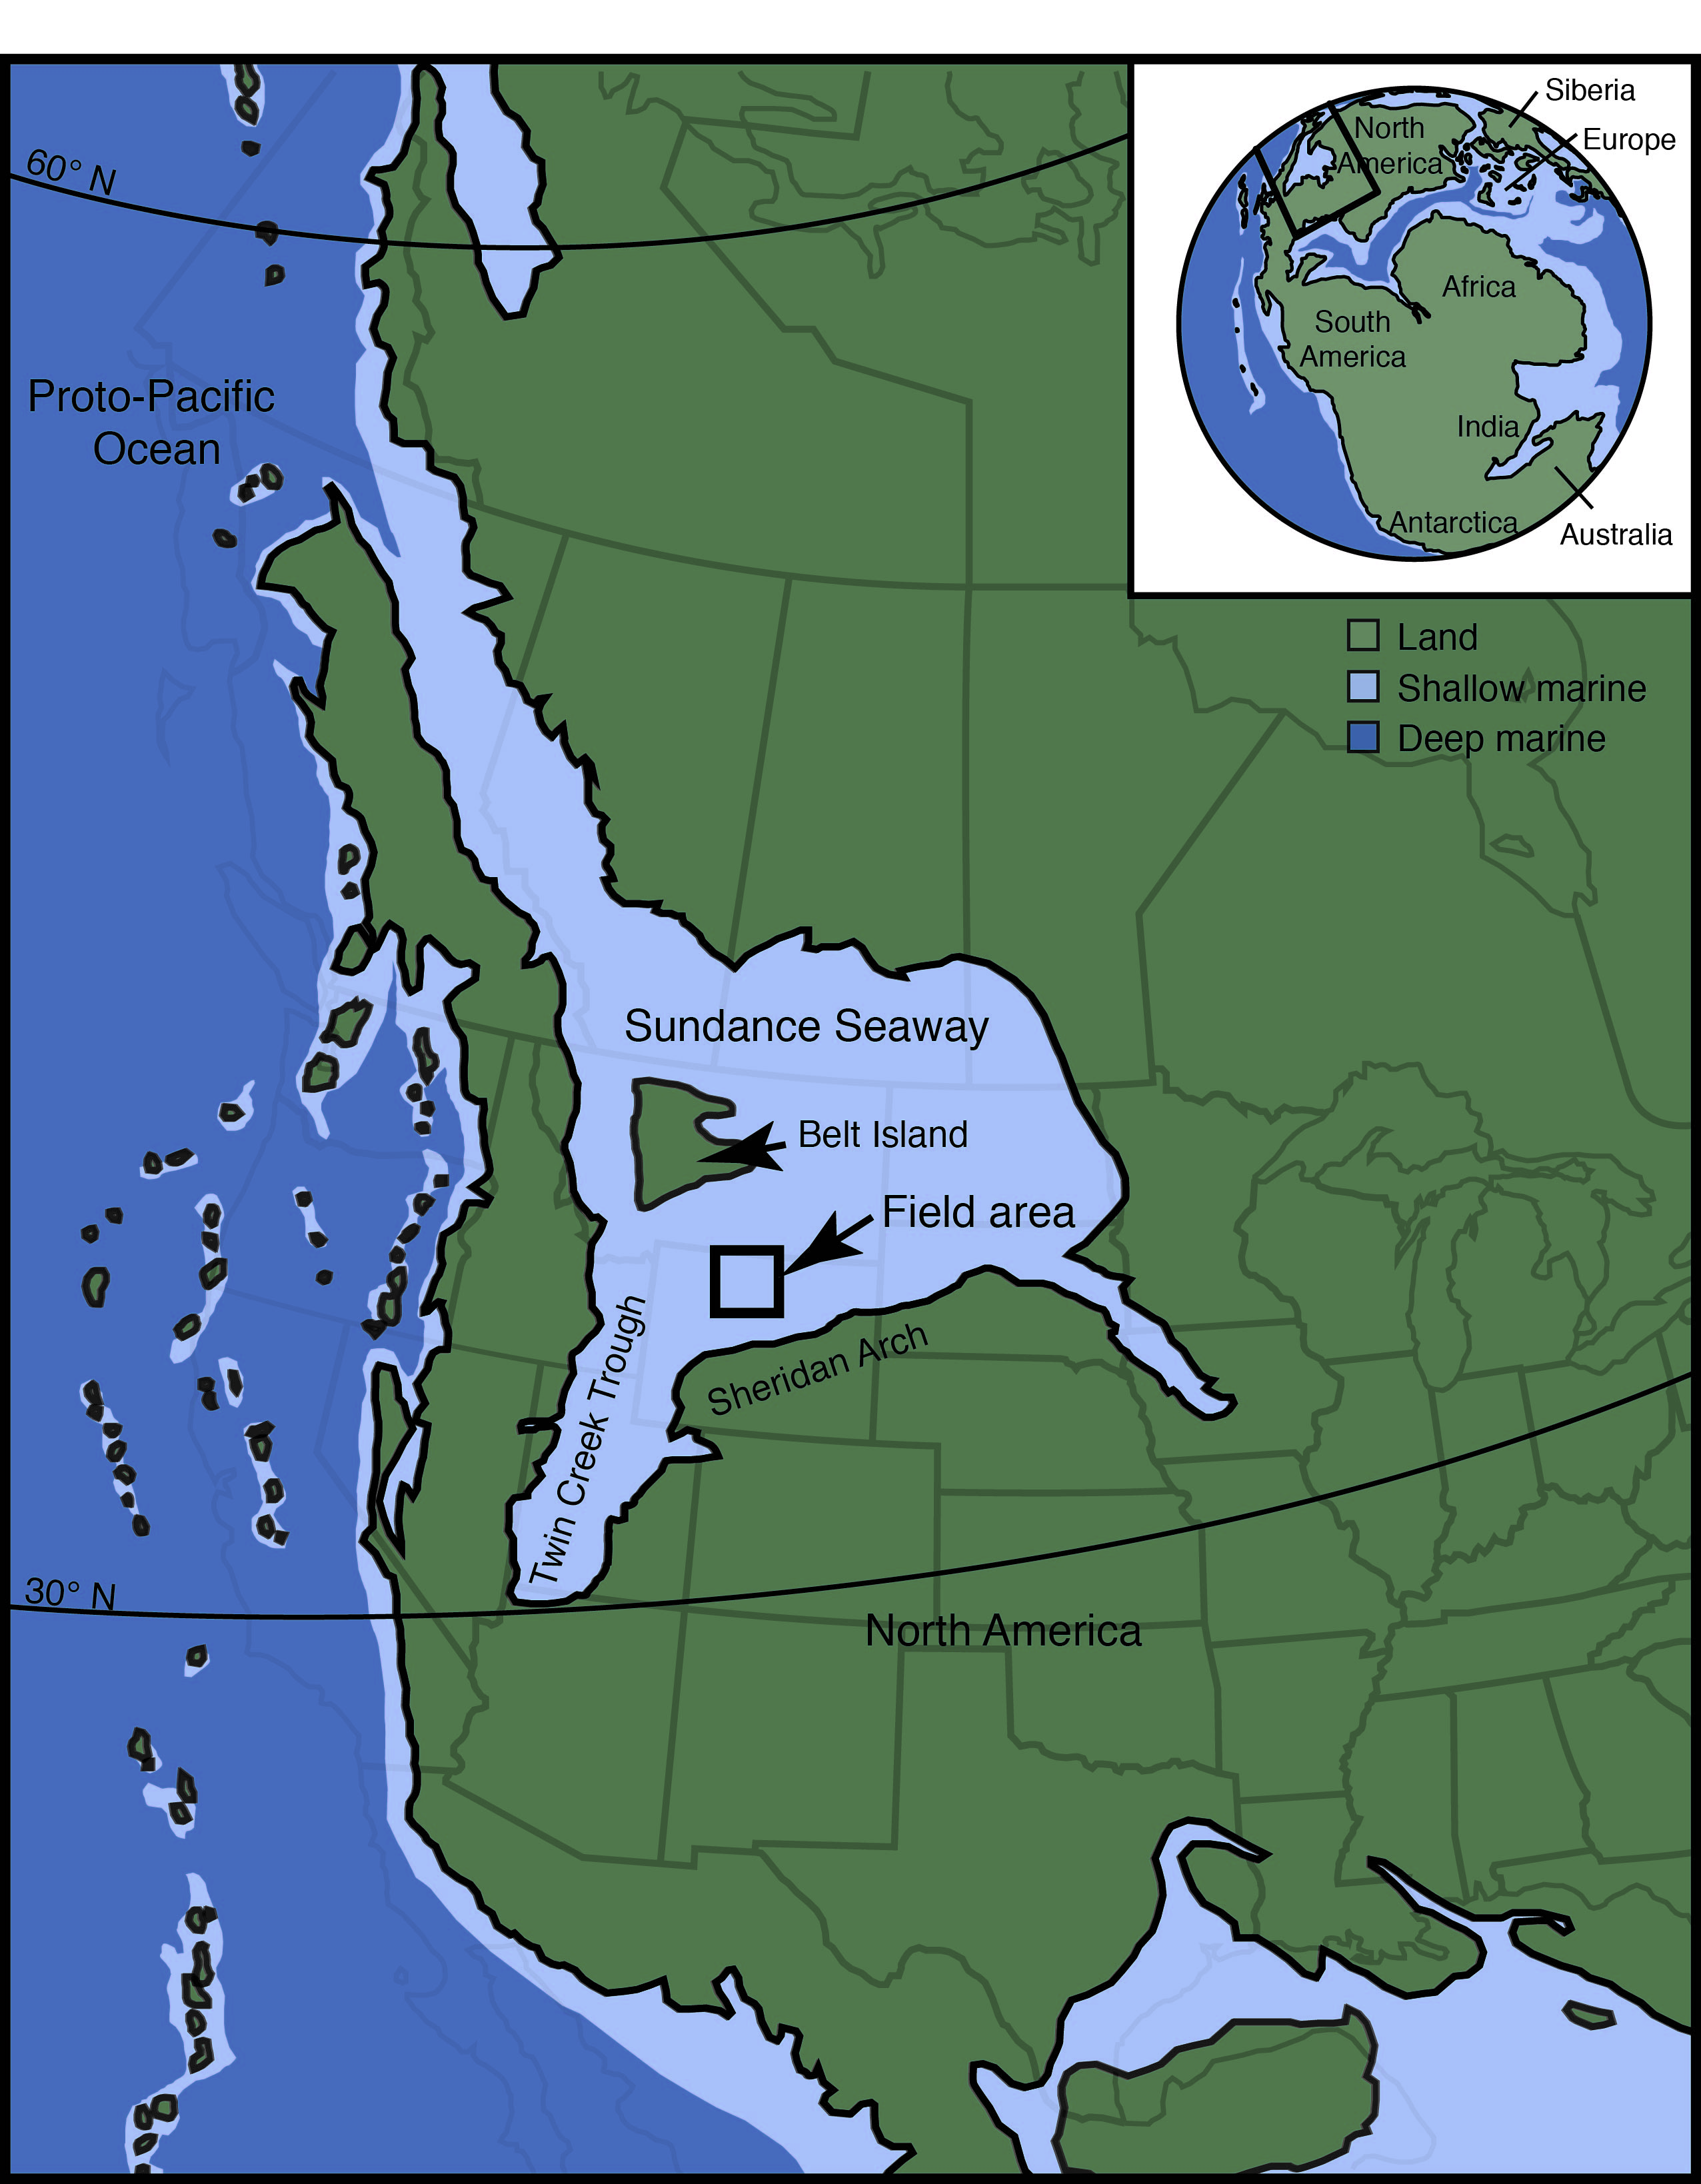 60° N
Proto-Pacific
Ocean
Siberia
Europe
North
America
Africa
South
America
India
Antarctica
Australia
Land
Shallow marine
Deep marine
Sundance Seaway
Belt Island
Field area
Sheridan Arch
Twin Creek Trough
30° N
North America